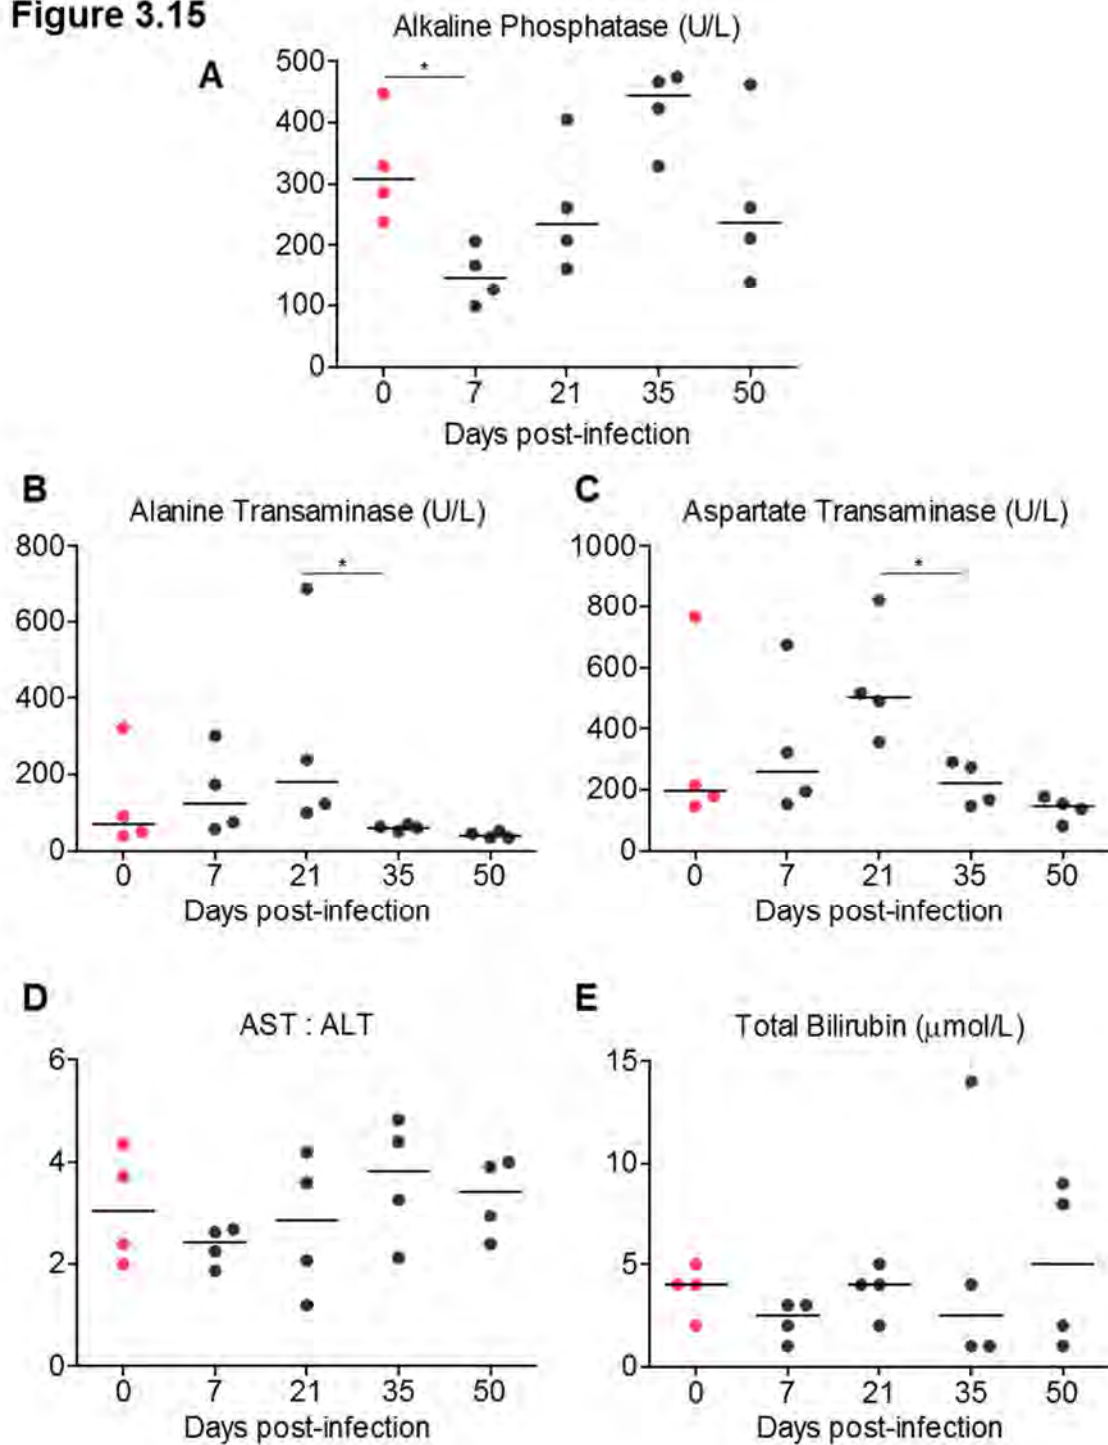 Figure 3.15
A
Alkaline Phosphatase (U/L)
*
500
400
300
200
100
0
0 7 21 35 50
Days post-infection
B
Alanine Transaminase (U/L)
*
800
600
400
200
0
0 7 21 35 50
Days post-infection
C
Aspartate Transaminase (U/L)
*
1000
800
600
400
200
0
0 7 21 35 50
Days post-infection
D
AST : ALT
6
4
2
0
0 7 21 35 50
Days post-infection
E
Total Bilirubin (μmol/L)
15
10
5
0
0 7 21 35 50
Days post-infection